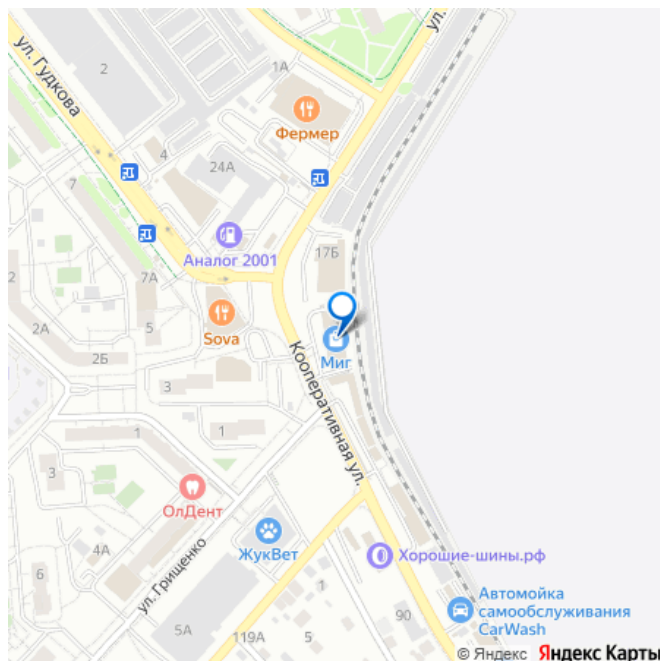 ул.
1А
2
ул. Гудкова
Фермер
4
24А
7
17Б
Аналог 2001
7А
2
5
2А
Sova
Миг
2Б
3
Кооперативная ул.
1
1
3
ОлДент
ЖукВет
4А
Хорошие-шины.рф
ул. Грищенко
6
1
Автомойка
самообслуживания
CarWash
90
5А
119А
5
© Яндекс Яндекс Карты